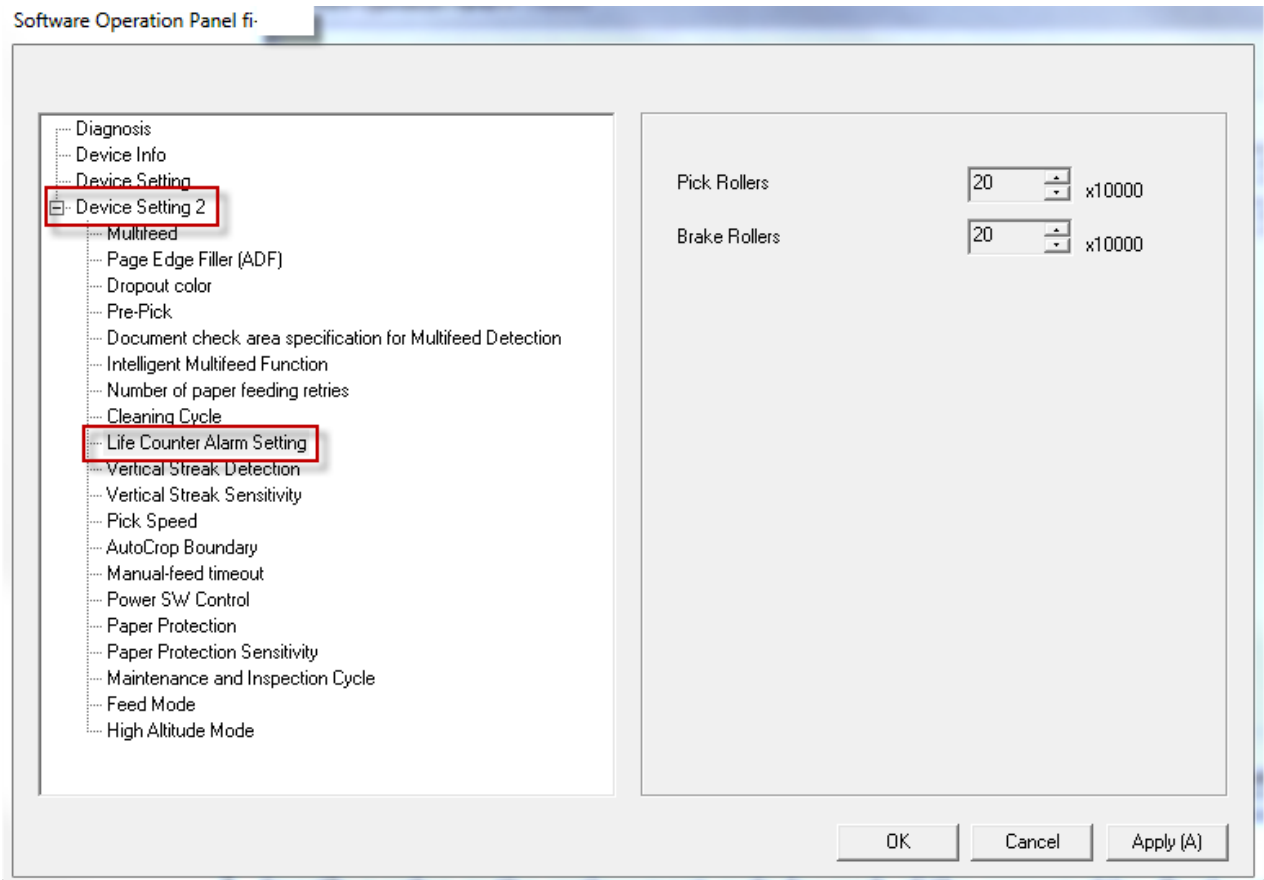 Software Operation Panel fi-
Diagnosis
Device Info
Device Setting
Device Setting 2
Multifeed
Page Edge Filler (ADF)
Dropout color
Pre-Pick
Document check area specification for Multifeed Detection
Intelligent Multifeed Function
Number of paper feeding retries
Cleaning Cycle
Life Counter Alarm Setting
Vertical Streak Detection
Vertical Streak Sensitivity
Pick Speed
AutoCrop Boundary
Manual-feed timeout
Power SW Control
Paper Protection
Paper Protection Sensitivity
Maintenance and Inspection Cycle
Feed Mode
High Altitude Mode
Pick Rollers 20 x10000
Brake Rollers 20 x10000
OK Cancel Apply (A)